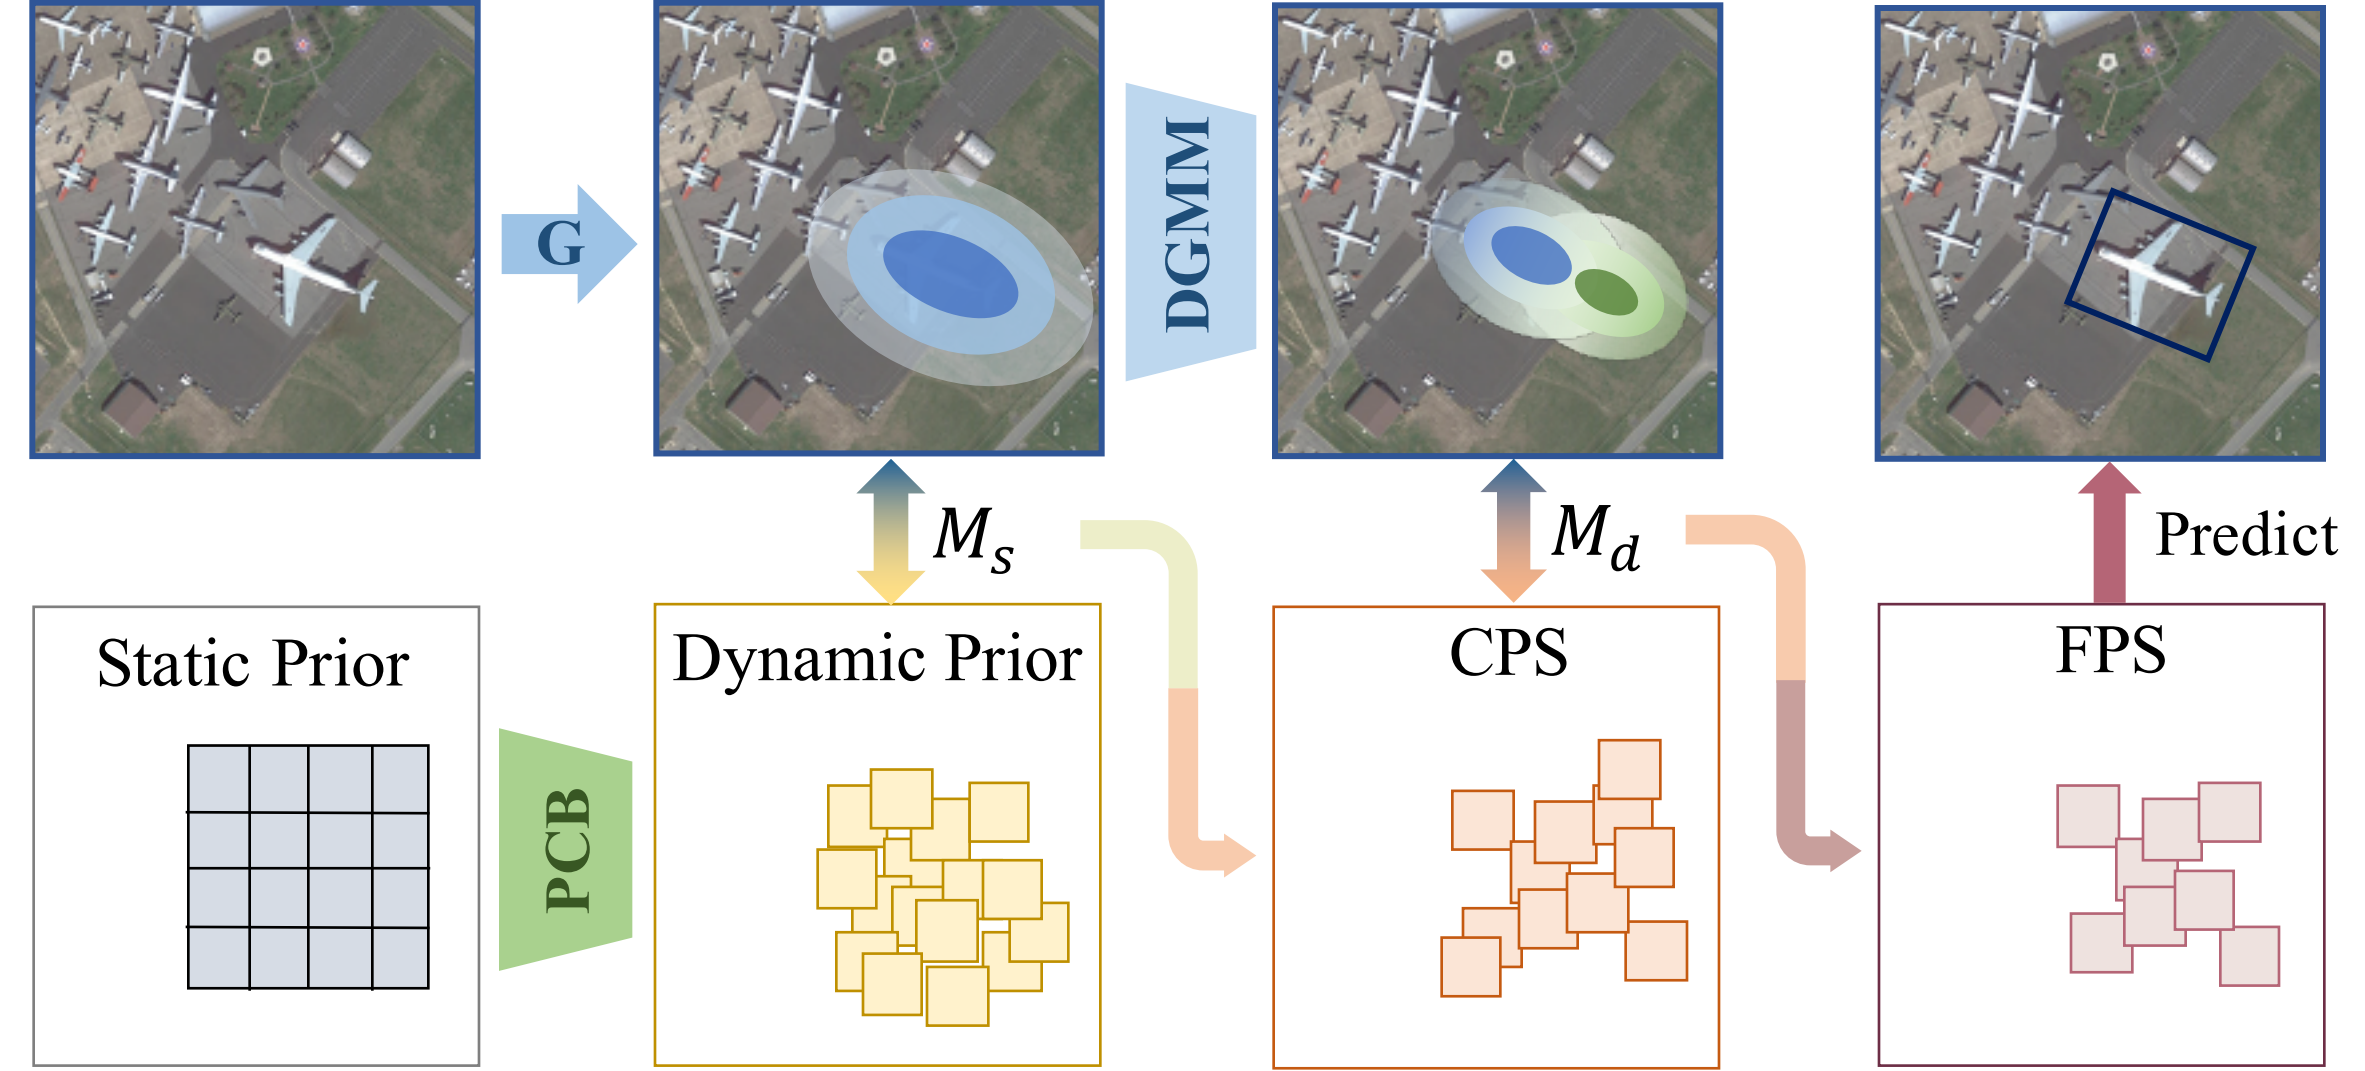 G
DGMM
M_s
M_d
Predict
Static Prior
PCB
Dynamic Prior
CPS
FPS